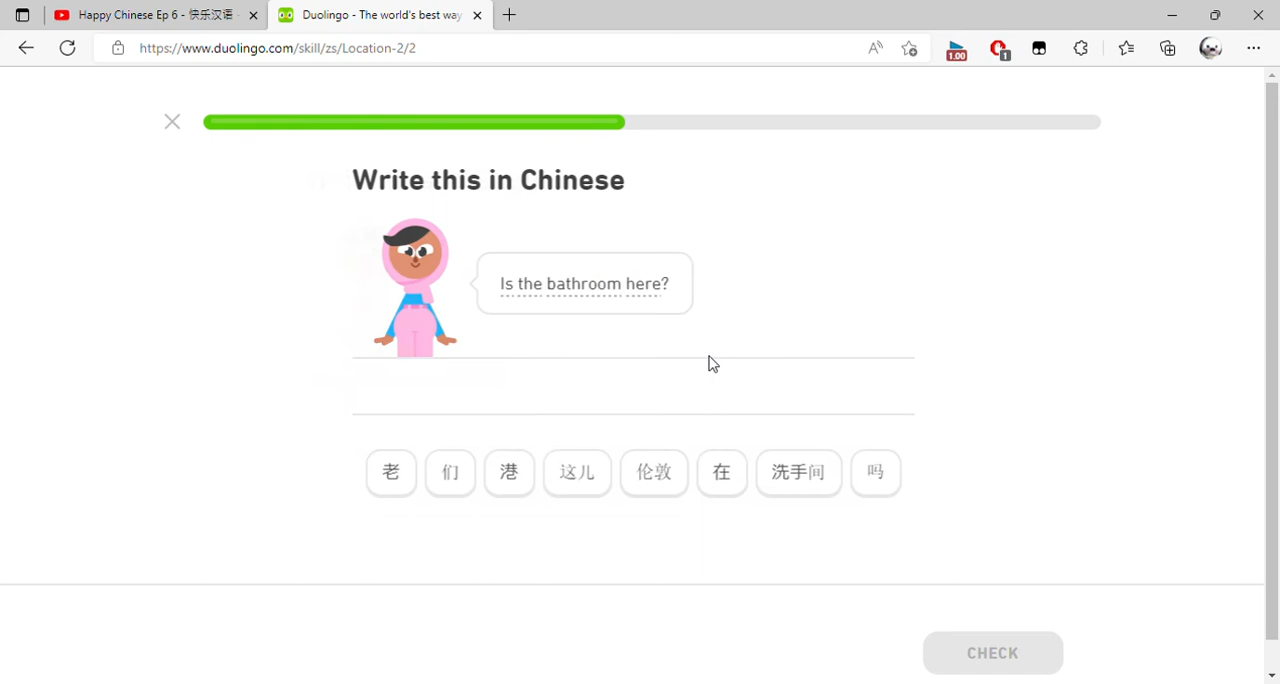 Happy Chinese Ep 6 - 快乐汉语 -
Duolingo - The world's best way
https://www.duolingo.com/skill/zs/Location-2/2
1.00
1
Write this in Chinese
Is the bathroom here?
老 们 港 这儿 伦敦 在 洗手间 吗
CHECK